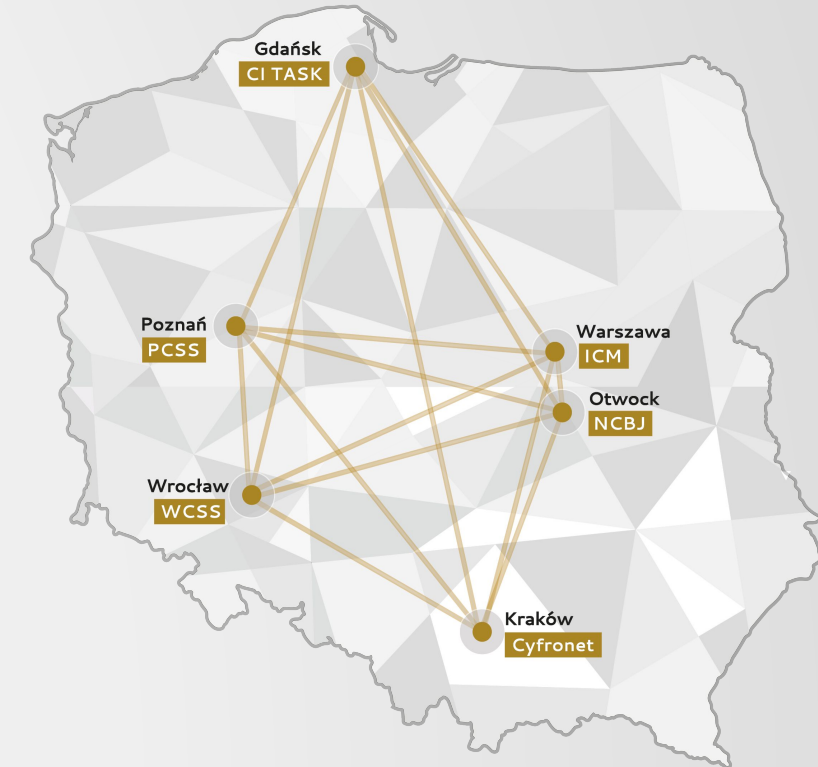 Gdańsk
CI TASK
Poznań
PCSS
Warszawa
ICM
Otwock
NCBJ
Wrocław
WCSS
Kraków
Cyfronet